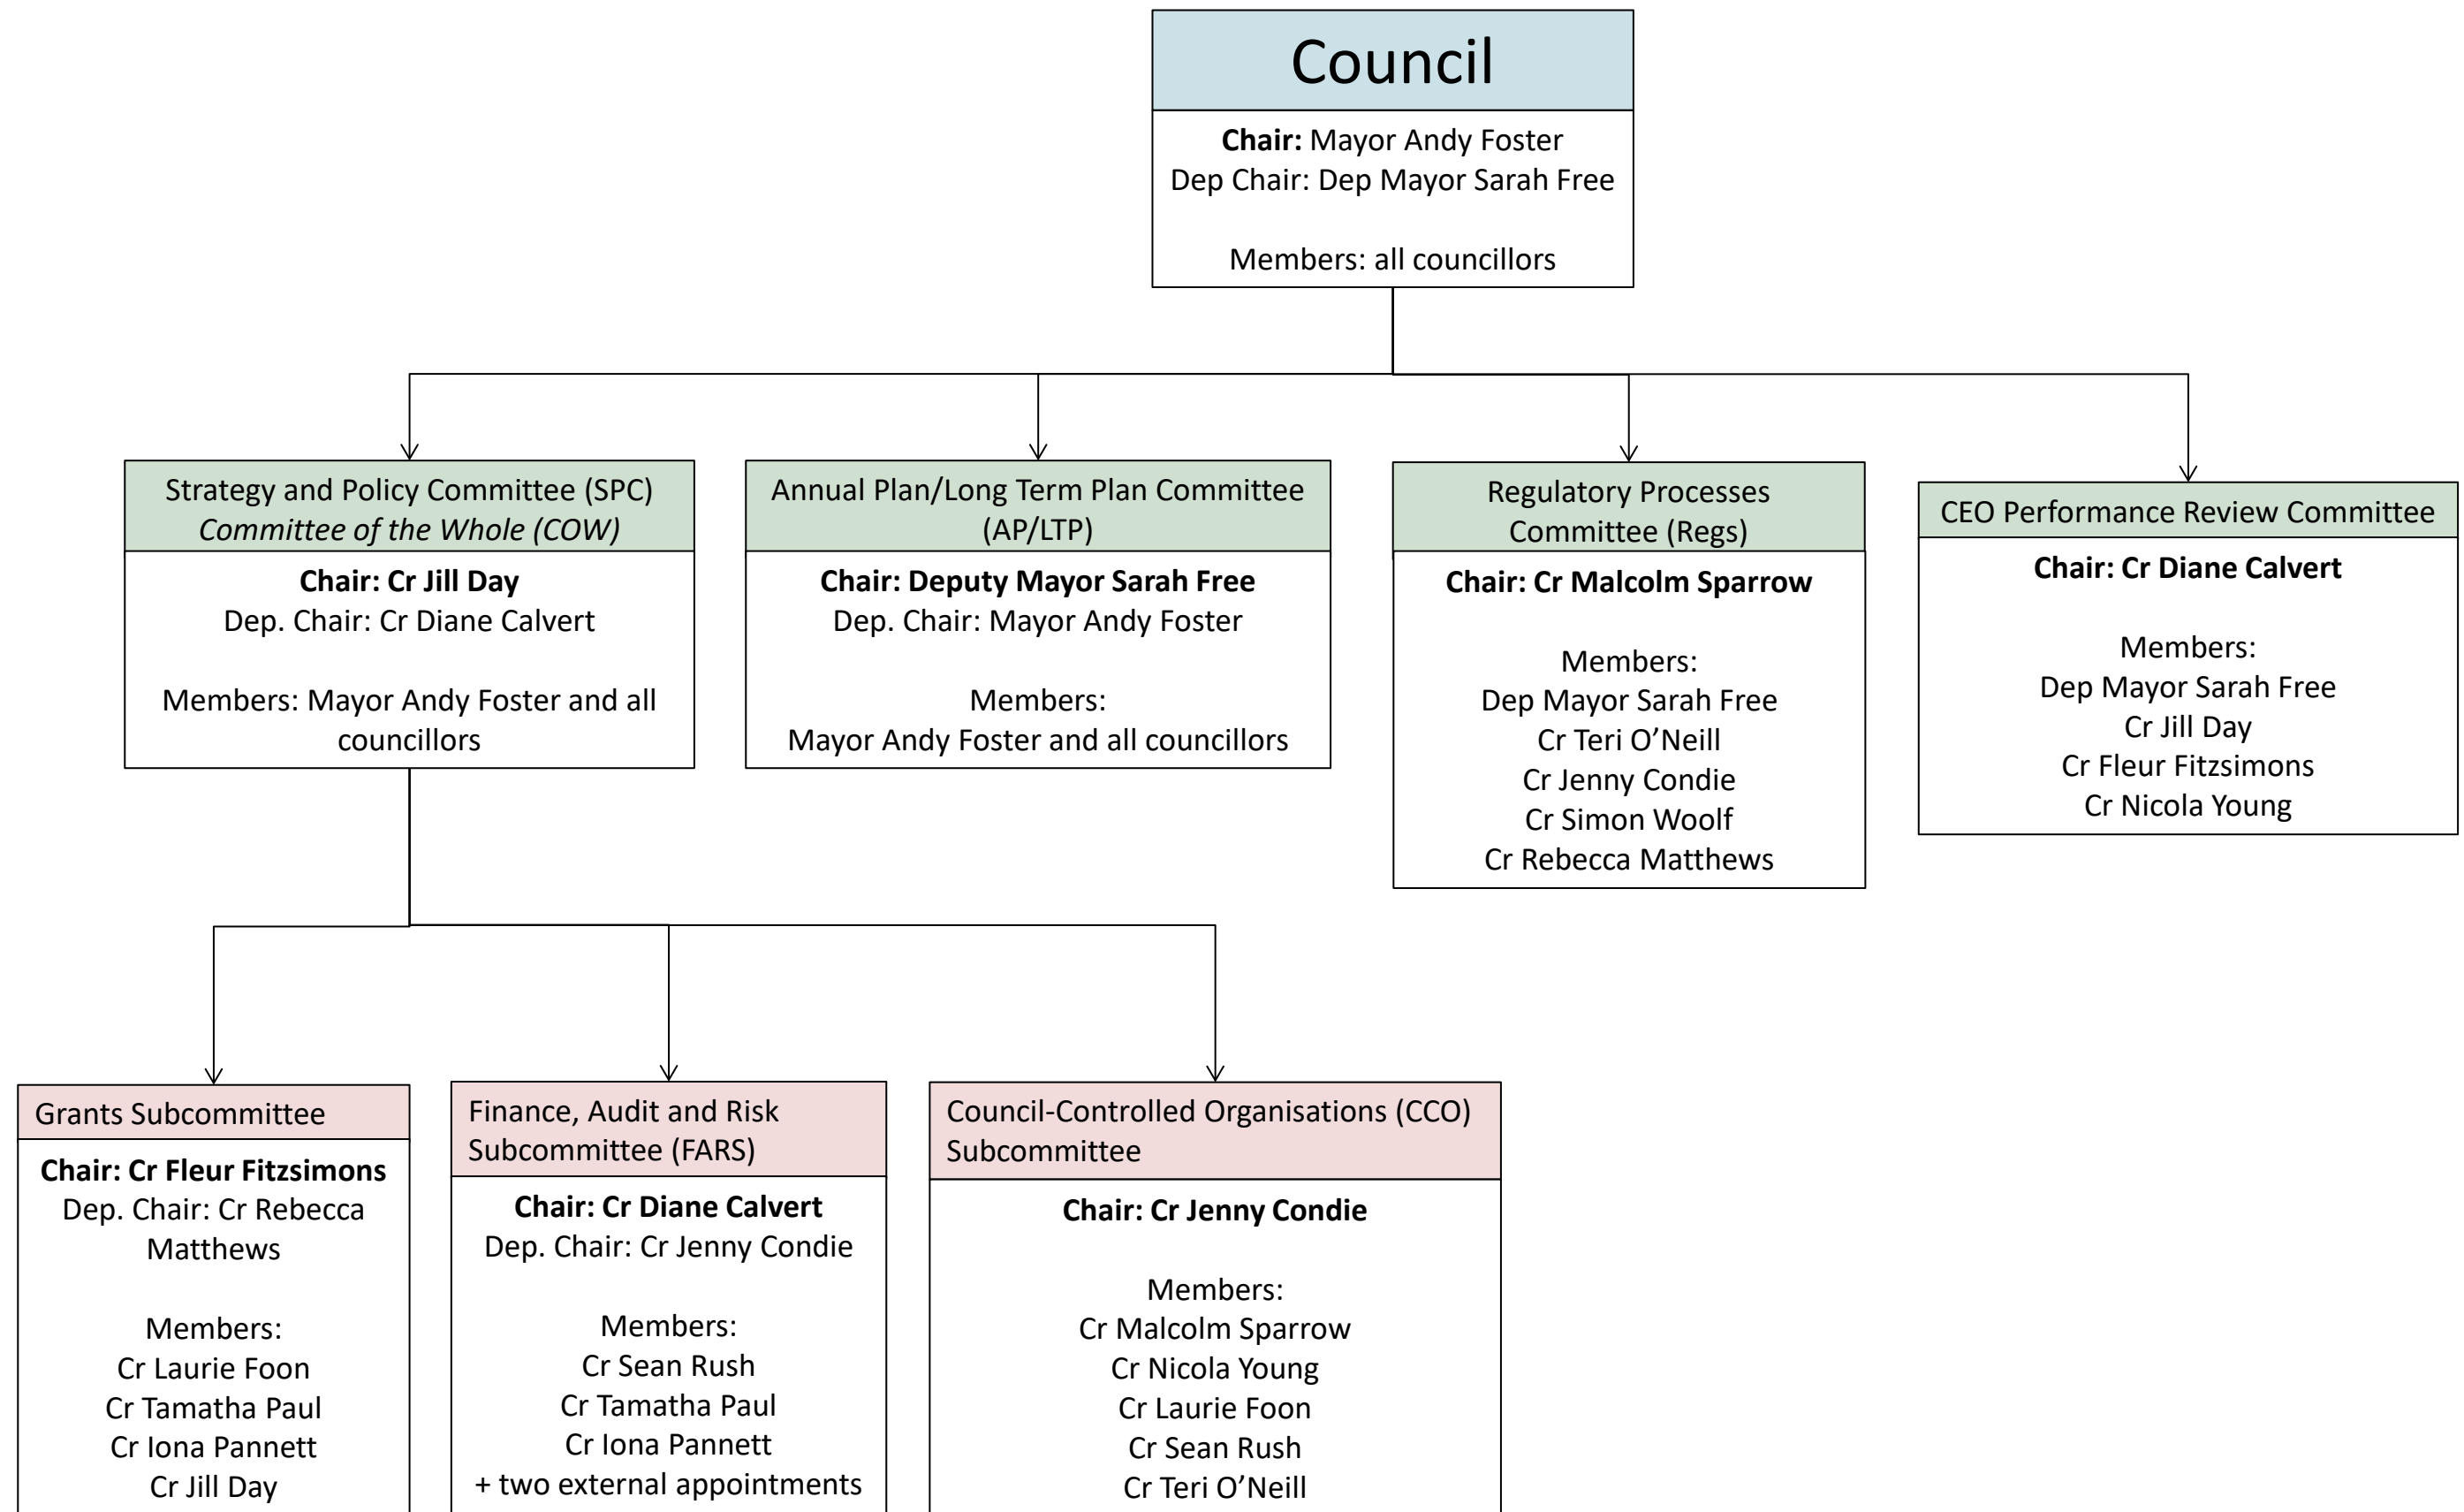 Council
Chair: Mayor Andy Foster
Dep Chair: Dep Mayor Sarah Free
Members: all councillors
Strategy and Policy Committee (SPC)
Committee of the Whole (COW)
Chair: Cr Jill Day
Dep. Chair: Cr Diane Calvert
Members: Mayor Andy Foster and all
councillors
Annual Plan/Long Term Plan Committee
(AP/LTP)
Chair: Deputy Mayor Sarah Free
Dep. Chair: Mayor Andy Foster
Members:
Mayor Andy Foster and all councillors
Regulatory Processes
Committee (Regs)
Chair: Cr Malcolm Sparrow
Members:
Dep Mayor Sarah Free
Cr Teri O’Neill
Cr Jenny Condie
Cr Simon Woolf
Cr Rebecca Matthews
CEO Performance Review Committee
Chair: Cr Diane Calvert
Members:
Dep Mayor Sarah Free
Cr Jill Day
Cr Fleur Fitzsimons
Cr Nicola Young
Grants Subcommittee
Chair: Cr Fleur Fitzsimons
Dep. Chair: Cr Rebecca
Matthews
Members:
Cr Laurie Foon
Cr Tamatha Paul
Cr Iona Pannett
Cr Jill Day
Finance, Audit and Risk
Subcommittee (FARS)
Chair: Cr Diane Calvert
Dep. Chair: Cr Jenny Condie
Members:
Cr Sean Rush
Cr Tamatha Paul
Cr Iona Pannett
+ two external appointments
Council-Controlled Organisations (CCO)
Subcommittee
Chair: Cr Jenny Condie
Members:
Cr Malcolm Sparrow
Cr Nicola Young
Cr Laurie Foon
Cr Sean Rush
Cr Teri O’Neill